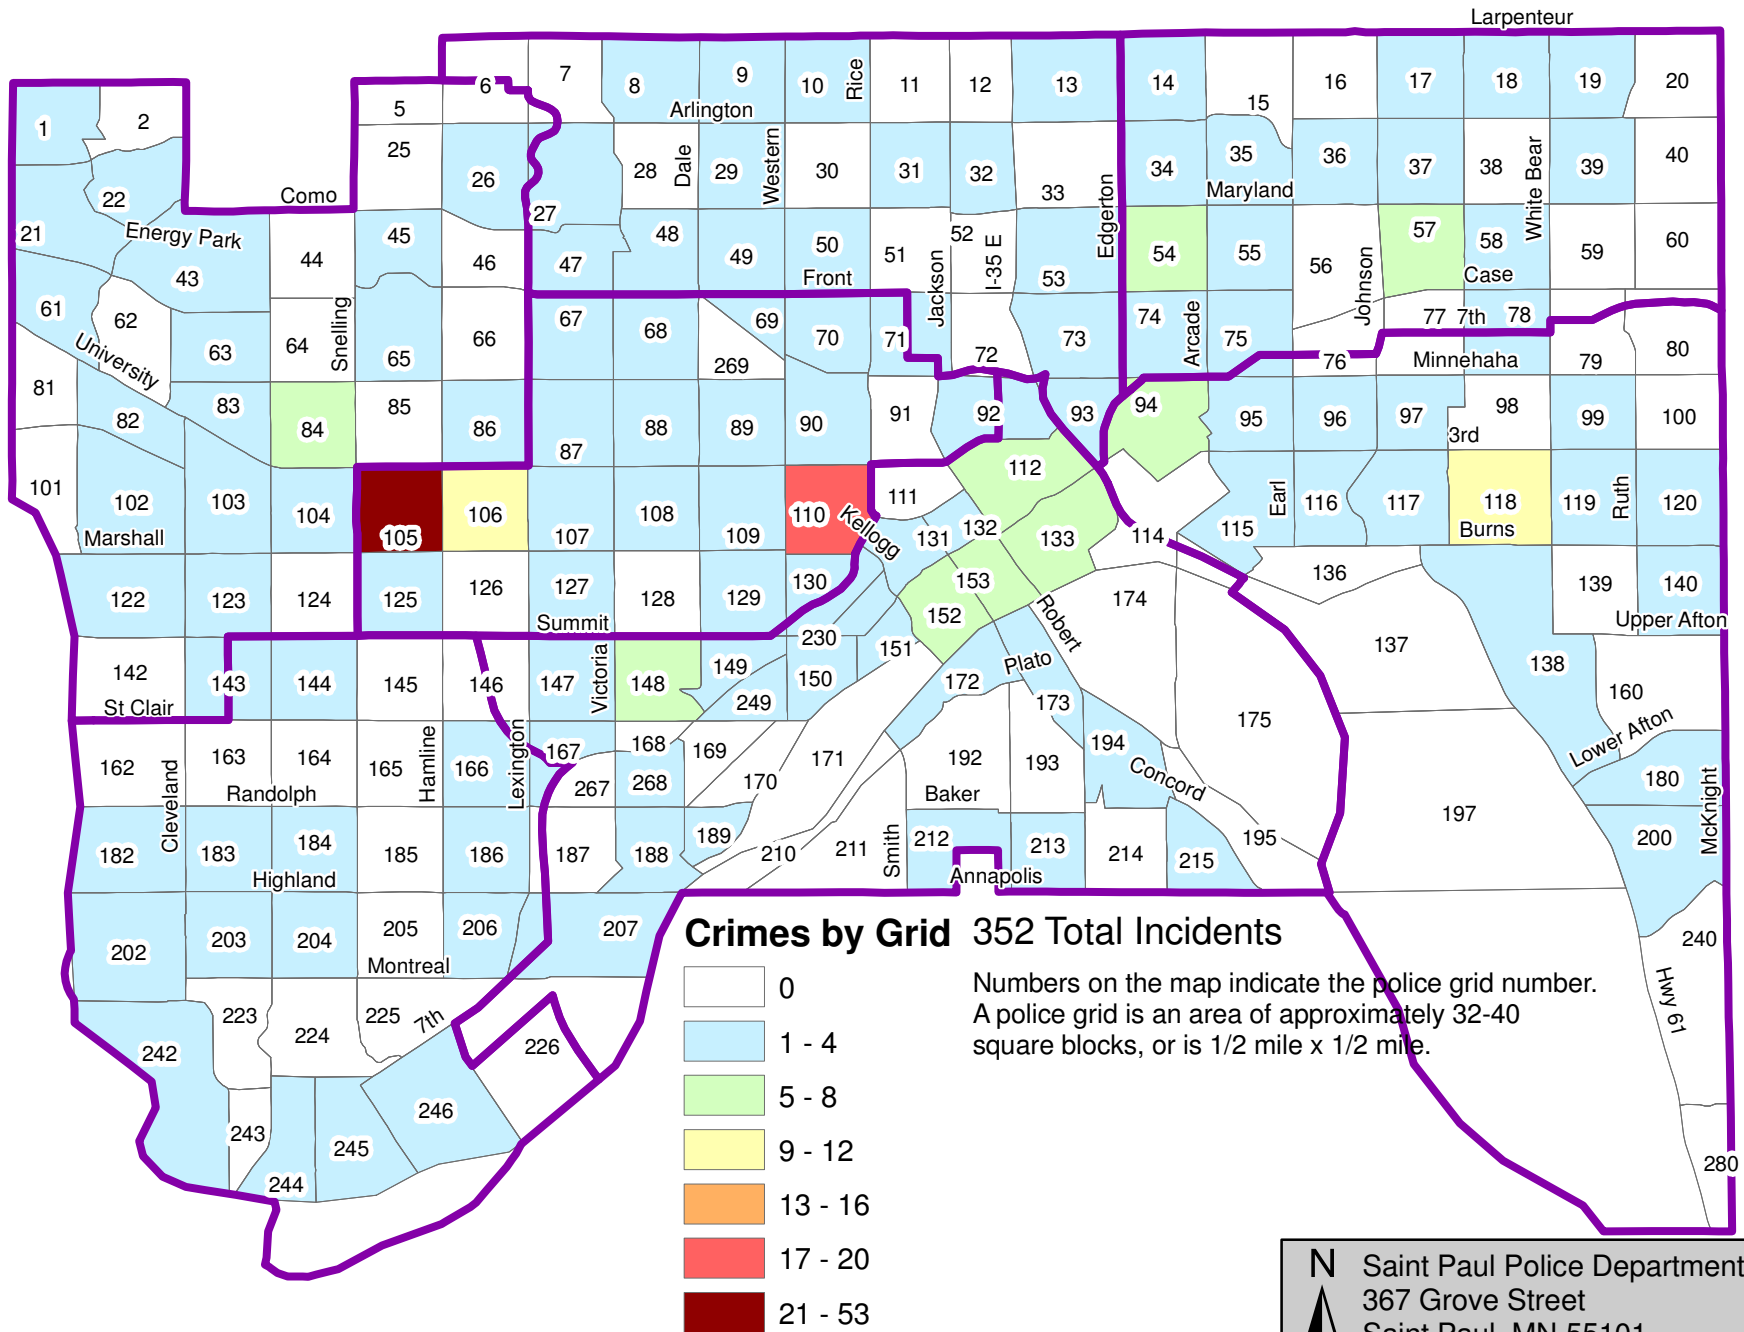 Larpenteur
6 7 8 9 10 Rice 11 12 13 14 15 16 17 18 19 20
1 2 5 Arlington
25 26 27 28 Dale 29 Western 30 31 32 33 Edgerton 34 35 36 37 38 White Bear 39 40
22 Como Maryland
21 Energy Park 43 44 45 46 47 48 49 50 51 52 I-35 E 53 54 55 56 57 58 59 60
Front Jackson Johnson Case
61 62 63 64 Snelling 65 66 67 68 69 70 71 72 73 74 Arcade 75 76 77 7th 78 79 80
University 269 Minnehaha
81 82 83 84 85 86 87 88 89 90 91 92 93 94 95 96 97 98 99 100
3rd
101 102 103 104 105 106 107 108 109 110 Kellogg 111 112 114 115 Earl 116 117 118 119 Ruth 120
Marshall 131 132 133 Burns
122 123 124 125 126 127 128 129 130 152 153 Robert 174 136 137 138 139 140
Summit 230 Upper Afton
142 143 144 145 146 147 Victoria 148 149 150 151 172 Plato 173 175 160
St Clair 249 Lower Afton
162 Cleveland 163 164 165 Hamline 166 Lexington 167 267 168 268 169 170 171 192 193 194 Concord 180 McKnight
Randolph Baker
182 183 184 185 186 187 188 189 210 211 Smith 212 213 214 215 195 197 200
Highland Annapolis
202 203 204 205 206 207 240
Montreal
242 223 224 225 7th 226 Hwy 61
243 244 245 246 280
Crimes by Grid 352 Total Incidents
0
1 - 4
5 - 8
9 - 12
13 - 16
17 - 20
21 - 53
Numbers on the map indicate the police grid number.
A police grid is an area of approximately 32-40
square blocks, or is 1/2 mile x 1/2 mile.
N Saint Paul Police Department
367 Grove Street
Saint Paul, MN 55101